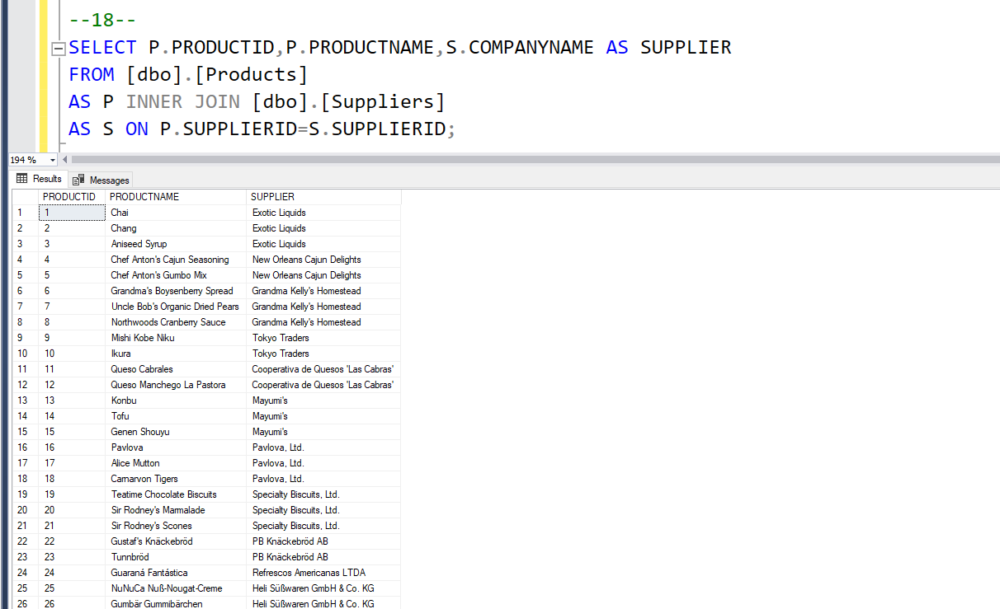 --18--
SELECT P.PRODUCTID,P.PRODUCTNAME,S.COMPANYNAME AS SUPPLIER
FROM [dbo].[Products]
AS P INNER JOIN [dbo].[Suppliers]
AS S ON P.SUPPLIERID=S.SUPPLIERID;
194 %
Results Messages
PRODUCTID PRODUCTNAME SUPPLIER
1 1 Chai Exotic Liquids
2 2 Chang Exotic Liquids
3 3 Aniseed Syrup Exotic Liquids
4 4 Chef Anton's Cajun Seasoning New Orleans Cajun Delights
5 5 Chef Anton's Gumbo Mix New Orleans Cajun Delights
6 6 Grandma's Boysenberry Spread Grandma Kelly's Homestead
7 7 Uncle Bob's Organic Dried Pears Grandma Kelly's Homestead
8 8 Northwoods Cranberry Sauce Grandma Kelly's Homestead
9 9 Mishi Kobe Niku Tokyo Traders
10 10 Ikura Tokyo Traders
11 11 Queso Cabrales Cooperativa de Quesos 'Las Cabras'
12 12 Queso Manchego La Pastora Cooperativa de Quesos 'Las Cabras'
13 13 Konbu Mayumi's
14 14 Tofu Mayumi's
15 15 Genen Shouyu Mayumi's
16 16 Pavlova Pavlova, Ltd.
17 17 Alice Mutton Pavlova, Ltd.
18 18 Carnarvon Tigers Pavlova, Ltd.
19 19 Teatime Chocolate Biscuits Specialty Biscuits, Ltd.
20 20 Sir Rodney's Marmalade Specialty Biscuits, Ltd.
21 21 Sir Rodney's Scones Specialty Biscuits, Ltd.
22 22 Gustaf's Knäckebröd PB Knäckebröd AB
23 23 Tunnbröd PB Knäckebröd AB
24 24 Guaraná Fantástica Refrescos Americanas LTDA
25 25 NuNuCa Nuß-Nougat-Creme Heli Süßwaren GmbH & Co. KG
26 26 Gumbär Gummibärchen Heli Süßwaren GmbH & Co. KG